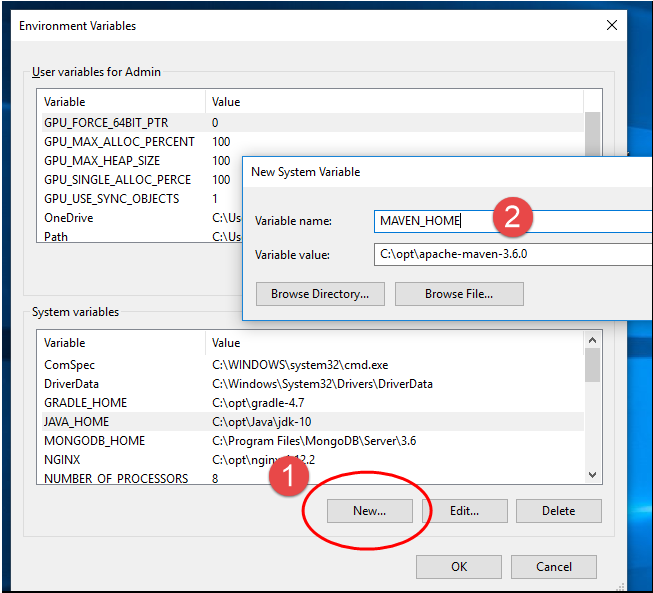 Environment Variables
User variables for Admin
Variable Value
GPU_FORCE_64BIT_PTR 0
GPU_MAX_ALLOC_PERCENT 100
GPU_MAX_HEAP_SIZE 100
GPU_SINGLE_ALLOC_PERCE 100
GPU_USE_SYNC_OBJECTS 1
OneDrive C:\Us
Path C:\Us
New System Variable
Variable name: MAVEN_HOME 2
Variable value: C:\opt\apache-maven-3.6.0
Browse Directory... Browse File...
System variables
Variable Value
ComSpec C:\WINDOWS\system32\cmd.exe
DriverData C:\Windows\System32\Drivers\DriverData
GRADLE_HOME C:\opt\gradle-4.7
JAVA_HOME C:\opt\Java\jdk-10
MONGODB_HOME C:\Program Files\MongoDB\Server\3.6
NGINX C:\opt\nginx 12.2
NUMBER_OF_PROCESSORS 8
1
New... Edit... Delete
OK Cancel